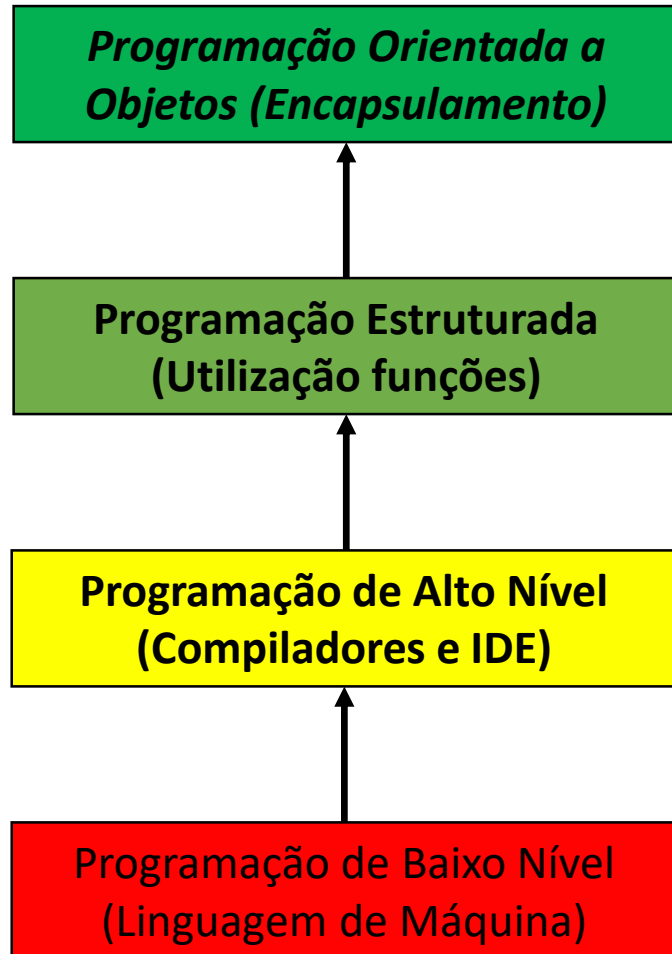 Programação Orientada a
Objetos (Encapsulamento)
Programação Estruturada
(Utilização funções)
Programação de Alto Nível
(Compiladores e IDE)
Programação de Baixo Nível
(Linguagem de Máquina)